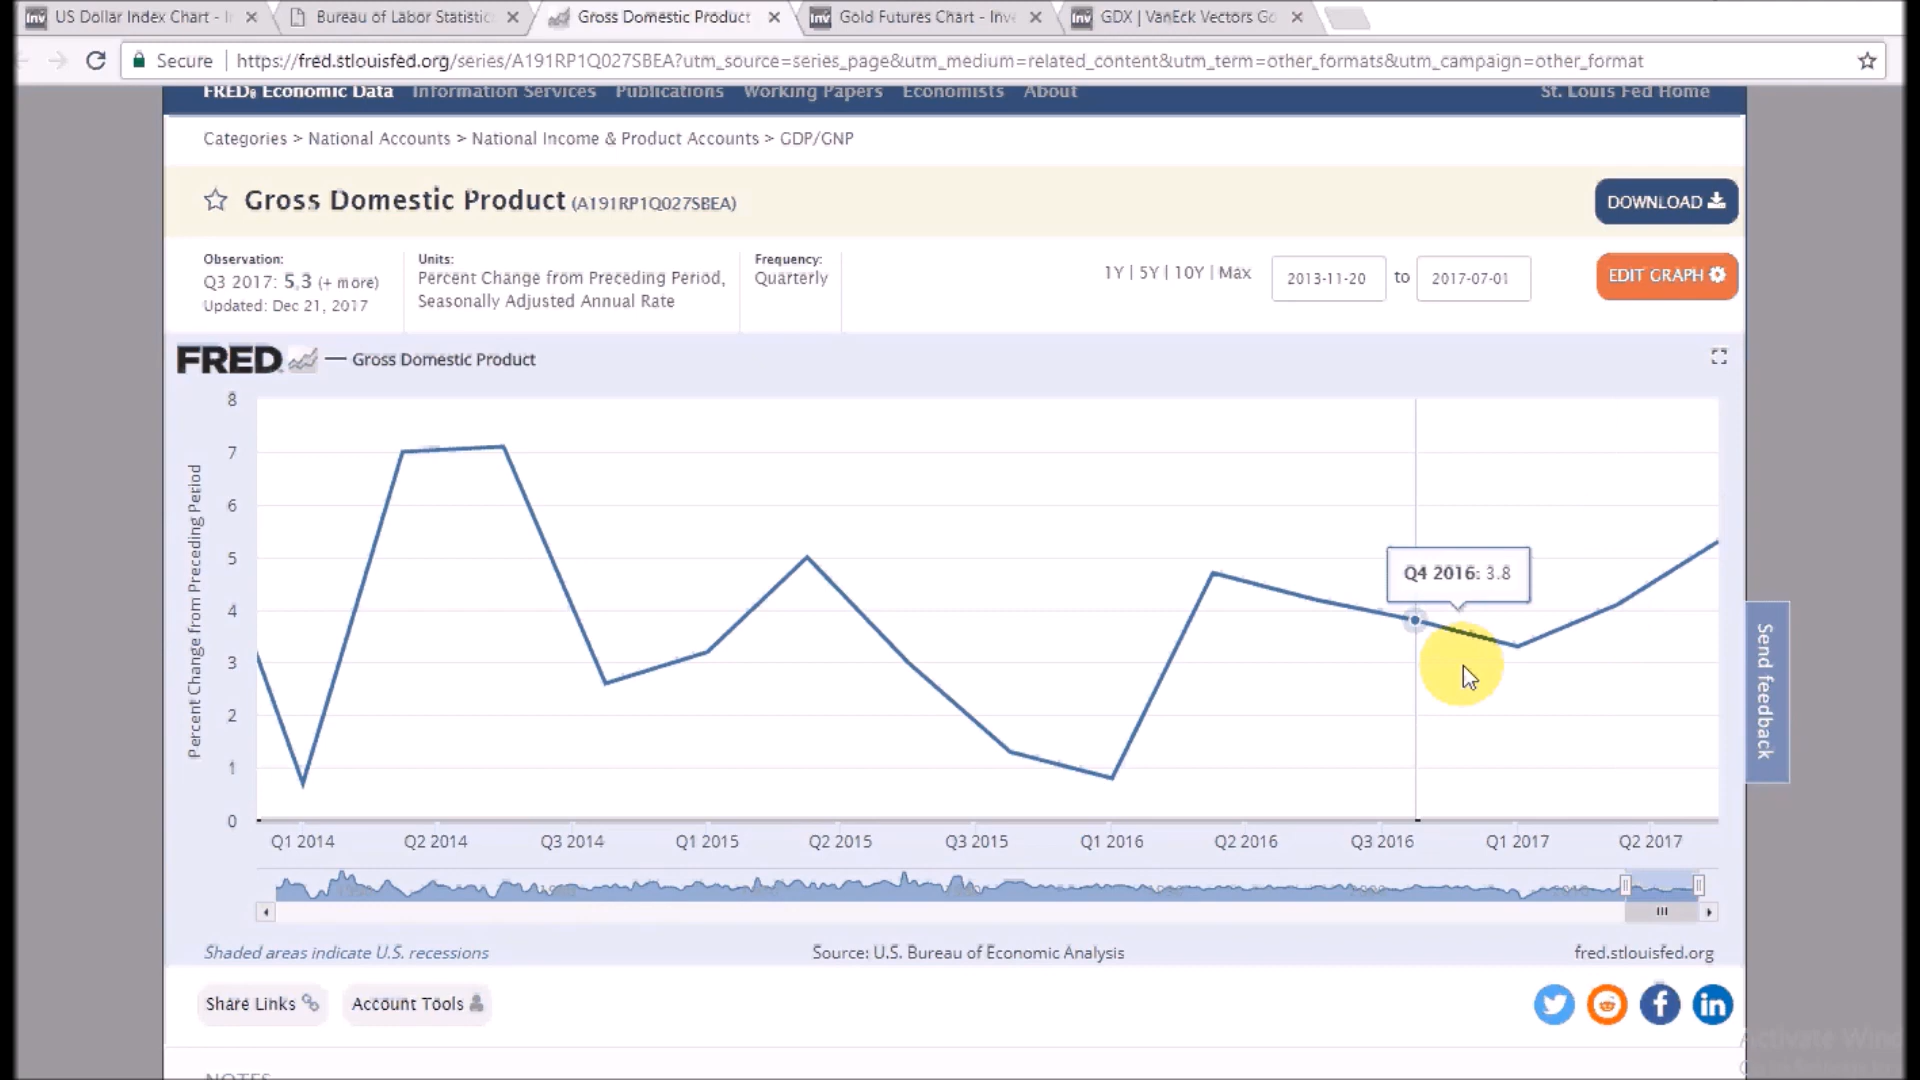 US Dollar Index Chart - I
Bureau of Labor Statistic
Gross Domestic Product
Gold Futures Chart - Inve
GDX | VanEck Vectors Go
Secure
https://fred.stlouisfed.org/series/A191RP1Q027SBEA?utm_source=series_page&utm_medium=related_content&utm_term=other_formats&utm_campaign=other_format
FRED® Economic Data Information Services Publications Working Papers Economists About St. Louis Fed Home
Categories > National Accounts > National Income & Product Accounts > GDP/GNP
Gross Domestic Product (A191RP1Q027SBEA)
DOWNLOAD
Observation:
Q3 2017: 5.3 (+ more)
Updated: Dec 21, 2017
Units:
Percent Change from Preceding Period,
Seasonally Adjusted Annual Rate
Frequency:
Quarterly
1Y | 5Y | 10Y | Max
2013-11-20 to 2017-07-01
EDIT GRAPH
FRED — Gross Domestic Product
Percent Change from Preceding Period
8
7
6
5
4
3
2
1
0
Q4 2016: 3.8
Q1 2014 Q2 2014 Q3 2014 Q1 2015 Q2 2015 Q3 2015 Q1 2016 Q2 2016 Q3 2016 Q1 2017 Q2 2017
Send feedback
Shaded areas indicate U.S. recessions
Source: U.S. Bureau of Economic Analysis
fred.stlouisfed.org
Share Links
Account Tools
NOTES
Activate Wind